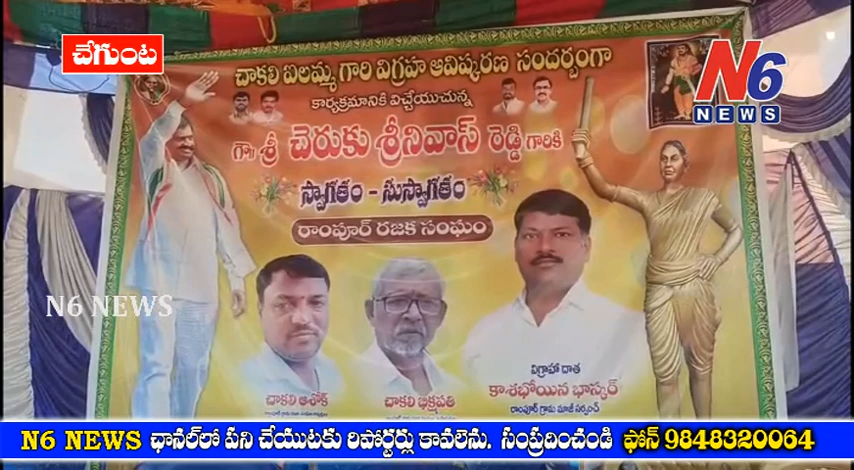 చేగుంట
N6
NEWS
చాకలి ఐలమ్మ గారి విగ్రహ ఆవిష్కరణ సందర్భంగా
కార్యక్రమానికి విచ్చేయుచున్న
గౌ॥ శ్రీ చెరుకు శ్రీనివాస్ రెడ్డి గారికి
స్వాగతం - సుస్వాగతం
రాంపూర్ రజక సంఘం
N6 NEWS
చాకలి అశోక్
చాకలి భిక్షపతి
విగ్రహా దాత
కాశబోయిన భాస్కర్
రాంపూర్ గ్రామ మాజీ సర్పంచ్
N6 NEWS ఛానల్‌లో పని చేయుటకు రిపోర్టర్లు కావలెను. సంప్రదించండి ఫోన్ 9848320064